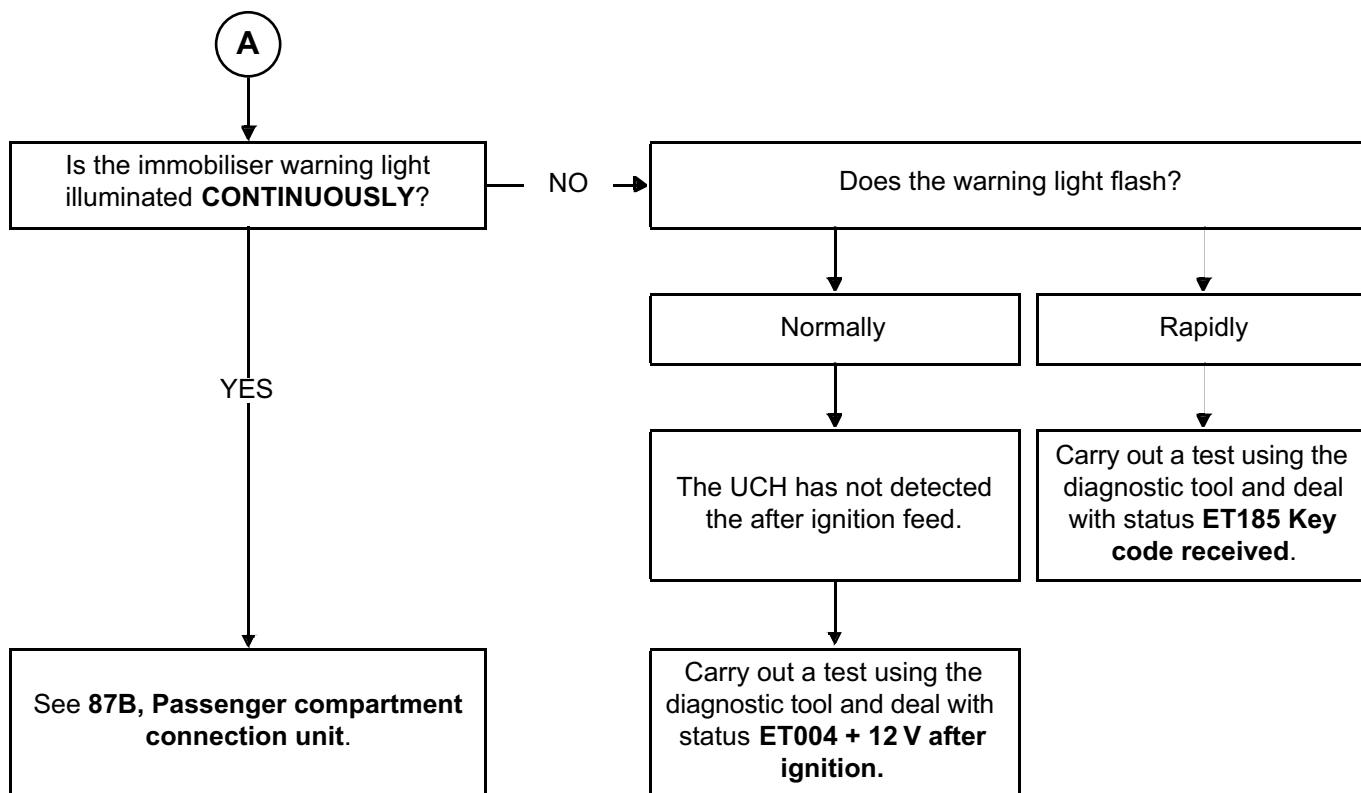 A
Is the immobiliser warning light
illuminated CONTINUOUSLY?
NO
Does the warning light flash?
Normally
Rapidly
YES
The UCH has not detected
the after ignition feed.
Carry out a test using the
diagnostic tool and deal
with status ET185 Key
code received.
See 87B, Passenger compartment
connection unit.
Carry out a test using the
diagnostic tool and deal with
status ET004 + 12 V after
ignition.